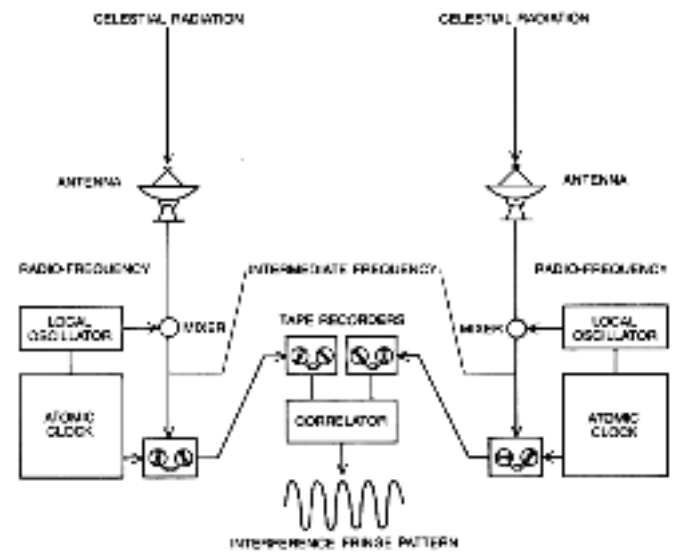 CELESTIAL RADIATION
CELESTIAL RADIATION
ANTENNA
ANTENNA
RADIO-FREQUENCY
INTERMEDIATE FREQUENCY
RADIO-FREQUENCY
LOCAL
OSCILLATOR
MIXER
TAPE RECORDERS
MIXER
LOCAL
OSCILLATOR
ATOMIC
CLOCK
CORRELATOR
ATOMIC
CLOCK
INTERFERENCE FRINGE PATTERN